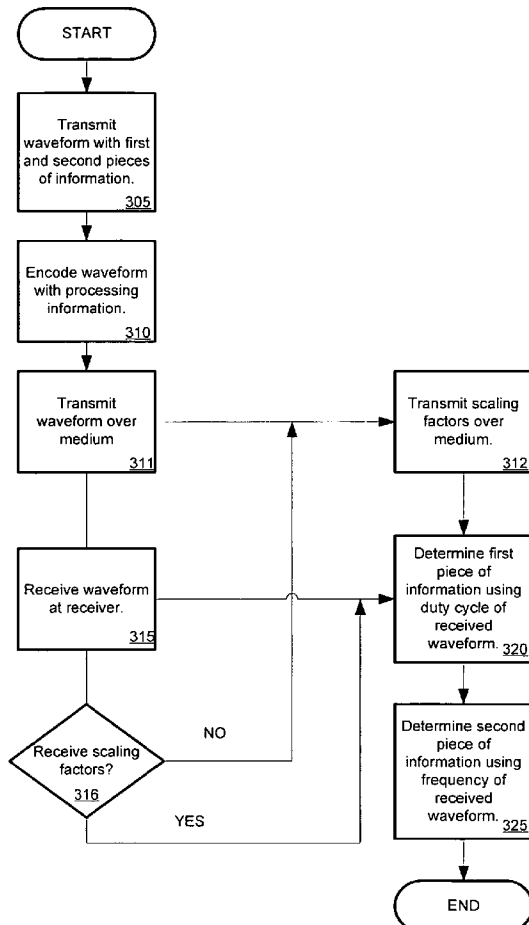 START
Transmit
waveform with first
and second pieces
of information.
305
Encode waveform
with processing
information.
310
Transmit
waveform over
medium
311
Transmit scaling
factors over
medium.
312
Receive waveform
at receiver.
315
Determine first
piece of
information using
duty cycle of
received
waveform.
320
Receive scaling
factors?
316
NO
YES
Determine second
piece of
information using
frequency of
received
waveform.
325
END